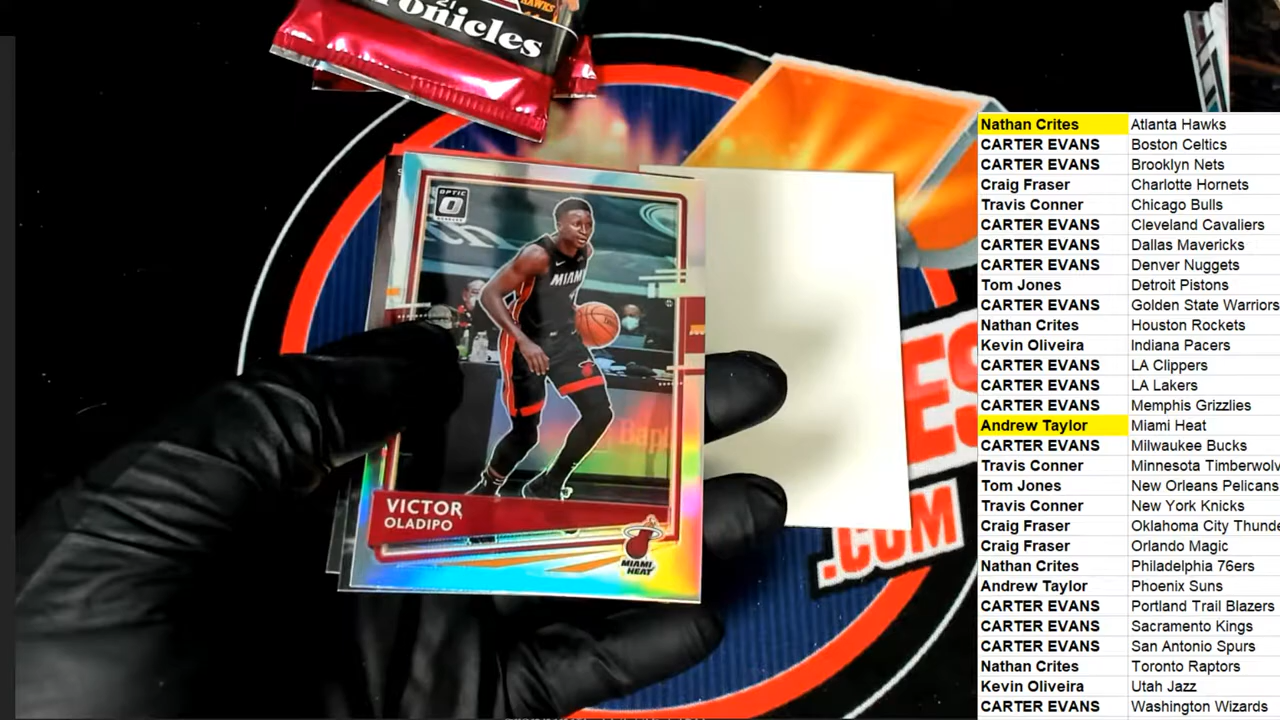 21
ronicles
HAWKS
OPTIC
MIAMI
Bapt
VICTOR
OLADIPO
MIAMI
HEAT
ES
.COM
Nathan Crites Atlanta Hawks
CARTER EVANS Boston Celtics
CARTER EVANS Brooklyn Nets
Craig Fraser Charlotte Hornets
Travis Conner Chicago Bulls
CARTER EVANS Cleveland Cavaliers
CARTER EVANS Dallas Mavericks
CARTER EVANS Denver Nuggets
Tom Jones Detroit Pistons
CARTER EVANS Golden State Warriors
Nathan Crites Houston Rockets
Kevin Oliveira Indiana Pacers
CARTER EVANS LA Clippers
CARTER EVANS LA Lakers
CARTER EVANS Memphis Grizzlies
Andrew Taylor Miami Heat
CARTER EVANS Milwaukee Bucks
Travis Conner Minnesota Timberwolv
Tom Jones New Orleans Pelicans
Travis Conner New York Knicks
Craig Fraser Oklahoma City Thunde
Craig Fraser Orlando Magic
Nathan Crites Philadelphia 76ers
Andrew Taylor Phoenix Suns
CARTER EVANS Portland Trail Blazers
CARTER EVANS Sacramento Kings
CARTER EVANS San Antonio Spurs
Nathan Crites Toronto Raptors
Kevin Oliveira Utah Jazz
CARTER EVANS Washington Wizards